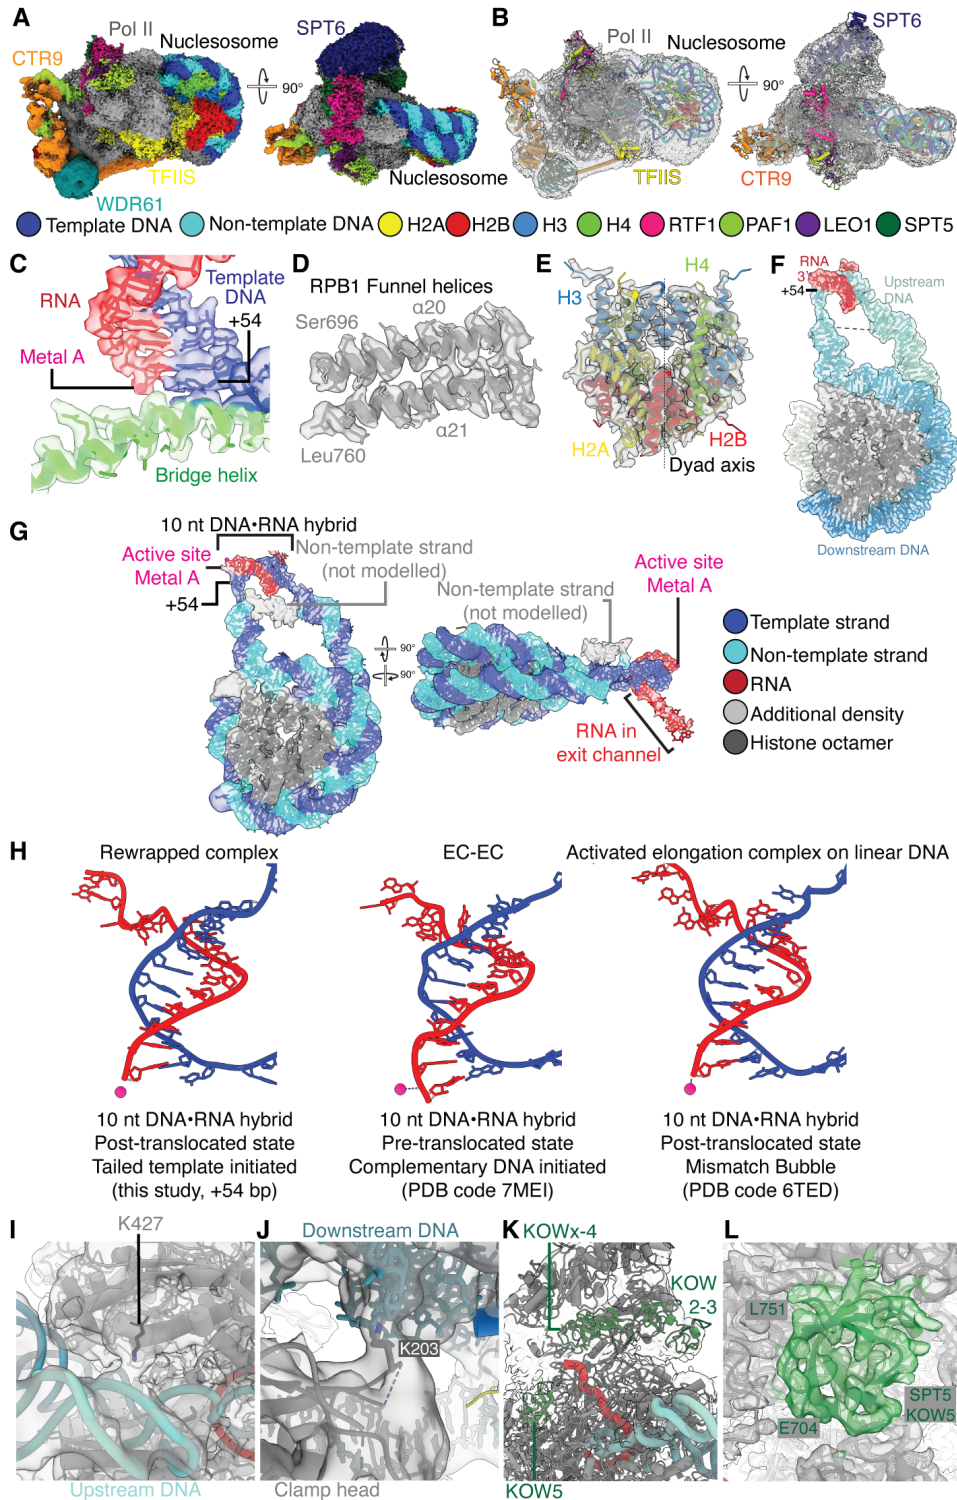 A
Pol II
Nuclesosome
SPT6
CTR9
90°
TFIIS
WDR61
Nuclesosome
B
Pol II
Nuclesosome
SPT6
90°
TFIIS
CTR9
Template DNA
Non-template DNA
H2A
H2B
H3
H4
RTF1
PAF1
LEO1
SPT5
C
RNA
Template
DNA
+54
Metal A
Bridge helix
D
RPB1 Funnel helices
Ser696
α20
α21
Leu760
E
H3
H4
H2A
H2B
Dyad axis
F
RNA
3'
+54
Upstream
DNA
Downstream DNA
G
10 nt DNA•RNA hybrid
Active site
Metal A
Non-template strand
(not modelled)
+54
90°
90°
Non-template strand
(not modelled)
Active site
Metal A
RNA in
exit channel
Template strand
Non-template strand
RNA
Additional density
Histone octamer
H
Rewrapped complex
EC-EC
Activated elongation complex on linear DNA
10 nt DNA•RNA hybrid
Post-translocated state
Tailed template initiated
(this study, +54 bp)
10 nt DNA•RNA hybrid
Pre-translocated state
Complementary DNA initiated
(PDB code 7MEI)
10 nt DNA•RNA hybrid
Post-translocated state
Mismatch Bubble
(PDB code 6TED)
I
K427
Upstream DNA
J
Downstream DNA
K203
Clamp head
K
KOWx-4
KOW
2-3
KOW5
L
L751
E704
SPT5
KOW5